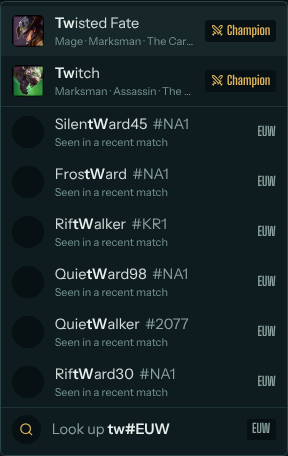 Twisted Fate
Mage · Marksman · The Car...
Champion
Twitch
Marksman · Assassin · The ...
Champion
SilentWard45 #NA1
Seen in a recent match
EUW
FrostWard #NA1
Seen in a recent match
EUW
RiftWalker #KR1
Seen in a recent match
EUW
QuietWard98 #NA1
Seen in a recent match
EUW
QuietWalker #2077
Seen in a recent match
EUW
RiftWard30 #NA1
Seen in a recent match
EUW
Look up tw#EUW
EUW